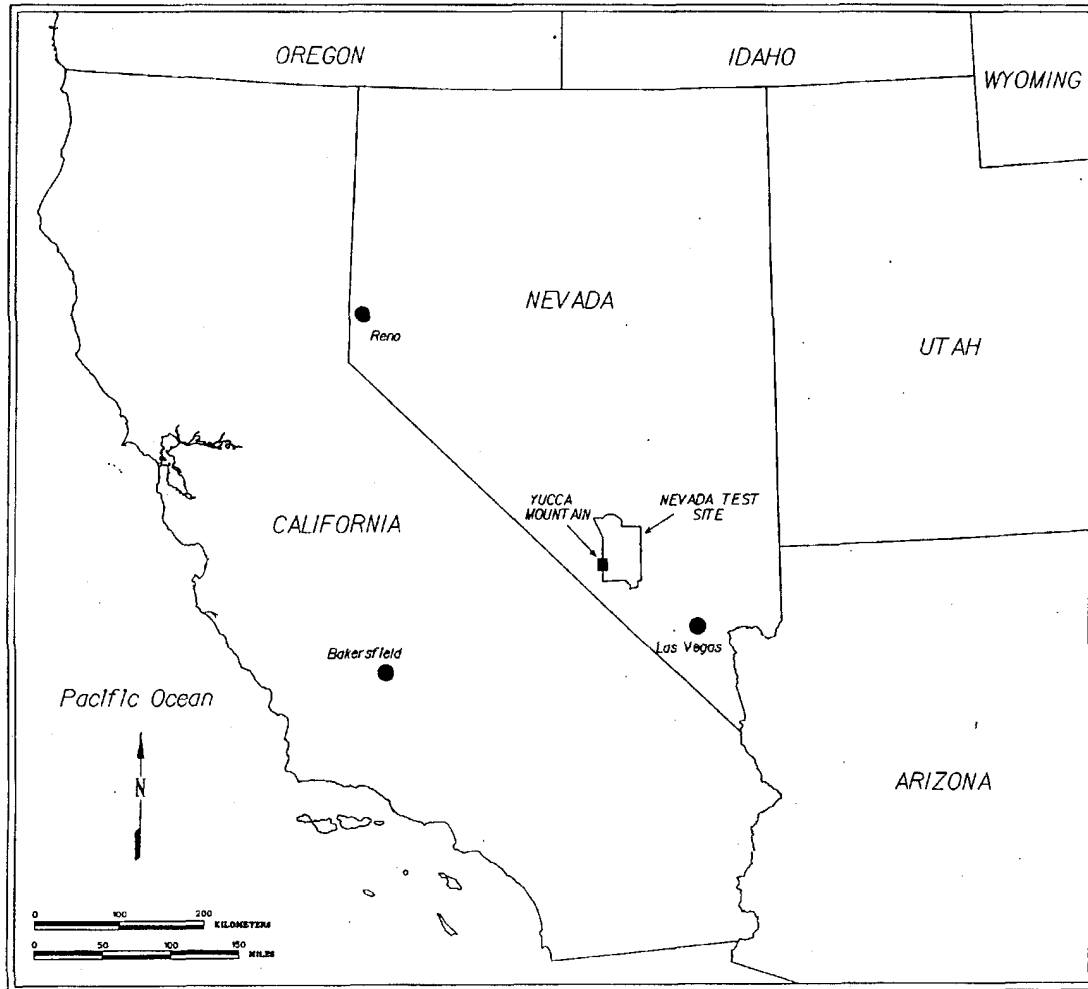 OREGON
IDAHO
WYOMING
NEVADA
Reno
UTAH
YUCCA
MOUNTAIN
NEVADA TEST
SITE
CALIFORNIA
Las Vegas
Bakersfield
Pacific Ocean
N
ARIZONA
0 100 200 KILOMETERS
0 50 100 150 MILES